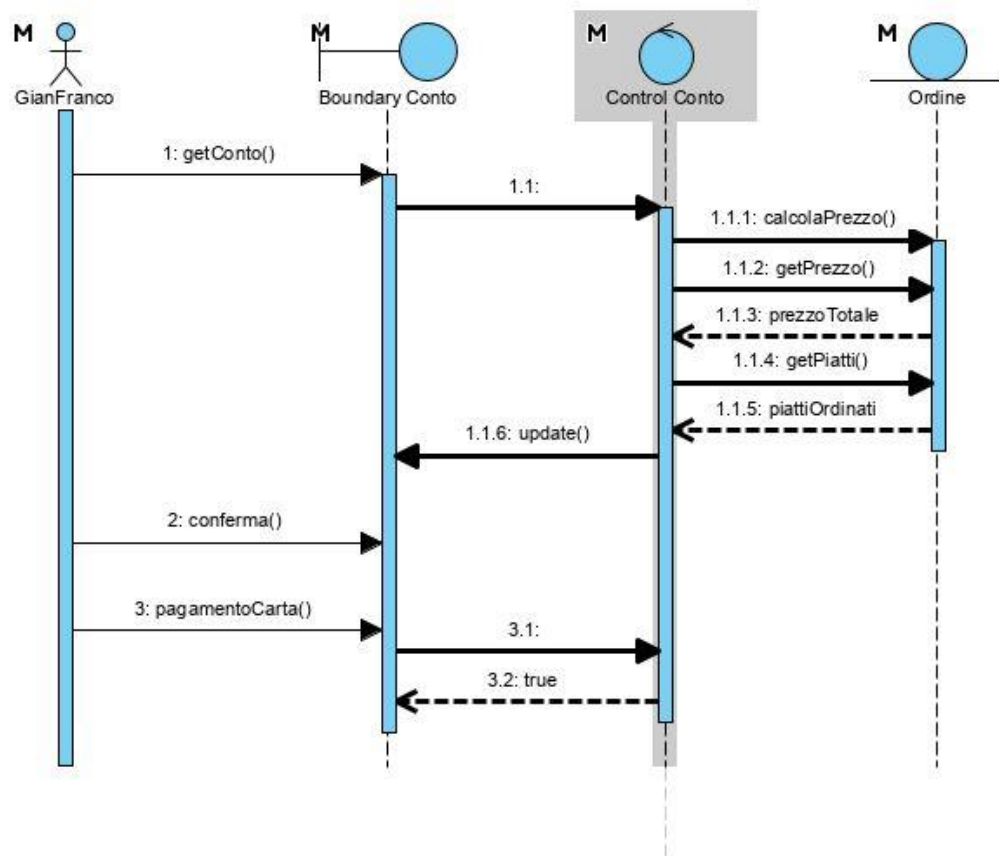 M
M
M
M
GianFranco
Boundary Conto
Control Conto
Ordine
1: getConto()
1.1:
1.1.1: calcolaPrezzo()
1.1.2: getPrezzo()
1.1.3: prezzoTotale
1.1.4: getPiatti()
1.1.5: piattiOrdinati
1.1.6: update()
2: conferma()
3: pagamentoCarta()
3.1:
3.2: true